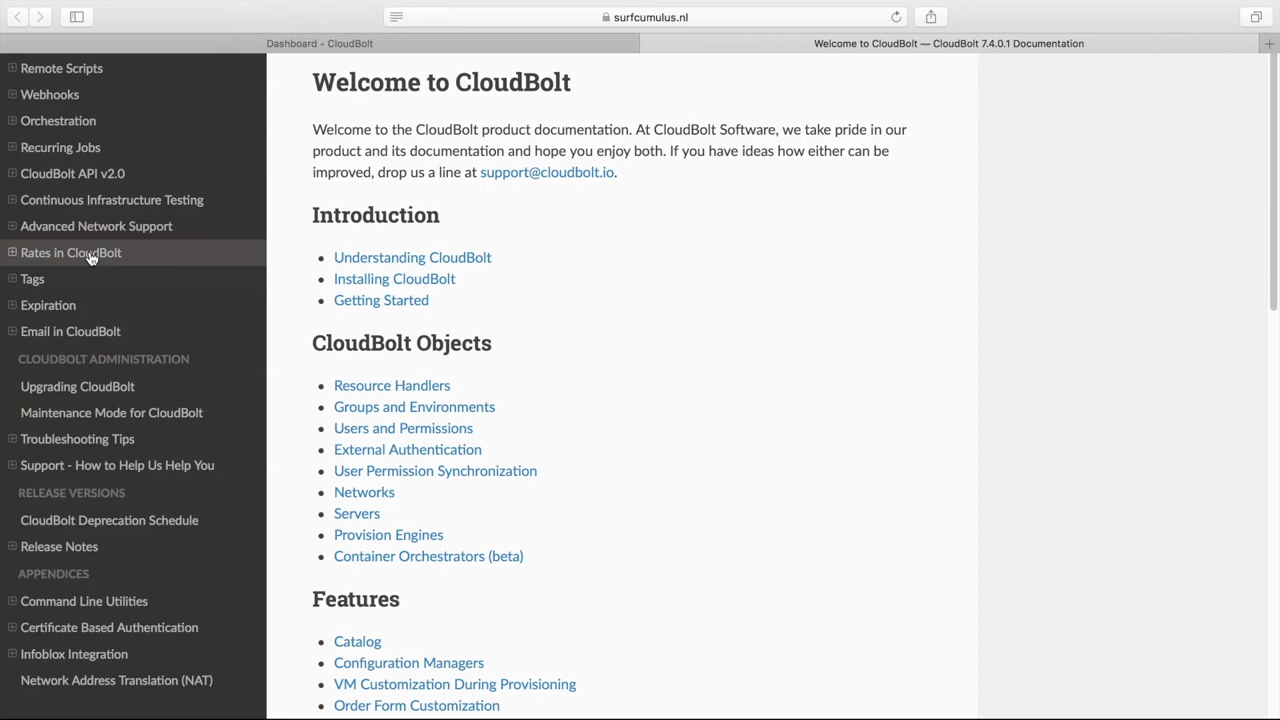 surfcumulus.nl
Dashboard - CloudBolt
Welcome to CloudBolt — CloudBolt 7.4.0.1 Documentation
Remote Scripts
Webhooks
Orchestration
Recurring Jobs
CloudBolt API v2.0
Continuous Infrastructure Testing
Advanced Network Support
Rates in CloudBolt
Tags
Expiration
Email in CloudBolt
CLOUDBOLT ADMINISTRATION
Upgrading CloudBolt
Maintenance Mode for CloudBolt
Troubleshooting Tips
Support - How to Help Us Help You
RELEASE VERSIONS
CloudBolt Deprecation Schedule
Release Notes
APPENDICES
Command Line Utilities
Certificate Based Authentication
Infoblox Integration
Network Address Translation (NAT)
Welcome to CloudBolt
Welcome to the CloudBolt product documentation. At CloudBolt Software, we take pride in our
product and its documentation and hope you enjoy both. If you have ideas how either can be
improved, drop us a line at support@cloudbolt.io.
Introduction
Understanding CloudBolt
Installing CloudBolt
Getting Started
CloudBolt Objects
Resource Handlers
Groups and Environments
Users and Permissions
External Authentication
User Permission Synchronization
Networks
Servers
Provision Engines
Container Orchestrators (beta)
Features
Catalog
Configuration Managers
VM Customization During Provisioning
Order Form Customization